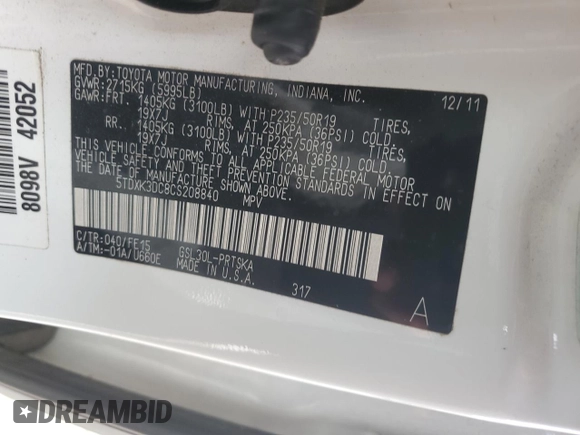 MFD.BY:TOYOTA MOTOR MANUFACTURING, INDIANA, INC.
GVWR:2715KG(5995LB) 12/11
GAWR:FRT. 1405KG(3100LB)WITH P235/50R19 TIRES,
19X7J RIMS, AT 250KPA(36PSI) COLD.
RR. 1405KG(3100LB)WITH P235/50R19 TIRES,
19X7J RIMS, AT 250KPA(36PSI) COLD.
THIS VEHICLE CONFORMS TO ALL APPLICABLE FEDERAL MOTOR
VEHICLE SAFETY AND THEFT PREVENTION STANDARDS IN EFFECT ON
THE DATE OF MANUFACTURE SHOWN ABOVE.
5TDXK3DC8CS208840 MPV
C/TR:040/FE15 GSL30L-PRTSKA
A/TM:-01A/U660E MADE IN U.S.A.
317
A
8098V 42052
DREAMBID